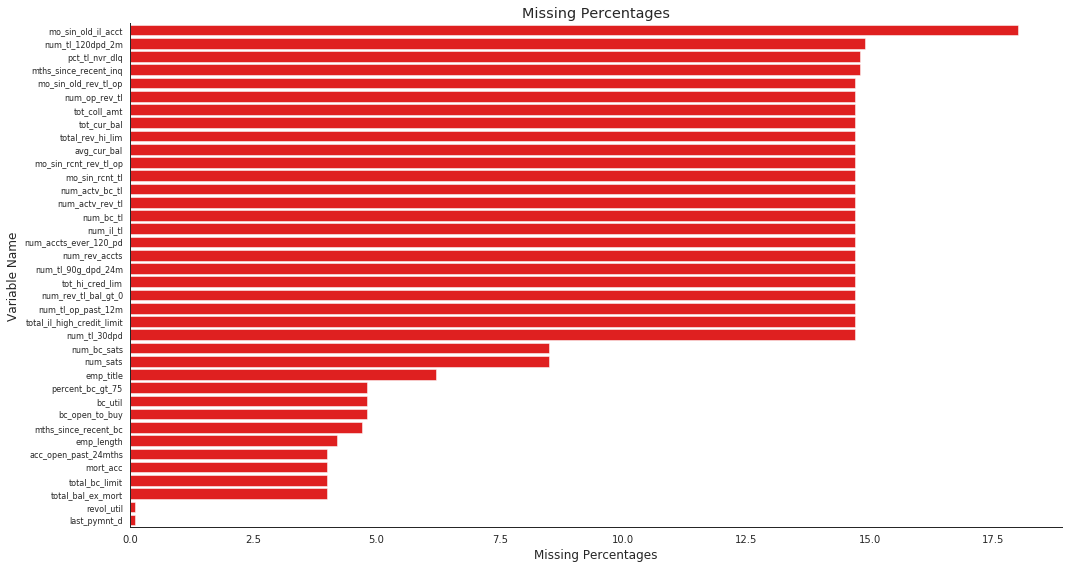 Missing Percentages
mo_sin_old_il_acct
num_tl_120dpd_2m
pct_tl_nvr_dlq
mths_since_recent_inq
mo_sin_old_rev_tl_op
num_op_rev_tl
tot_coll_amt
tot_cur_bal
total_rev_hi_lim
avg_cur_bal
mo_sin_rcnt_rev_tl_op
mo_sin_rcnt_tl
num_actv_bc_tl
num_actv_rev_tl
num_bc_tl
num_il_tl
num_accts_ever_120_pd
num_rev_accts
num_tl_90g_dpd_24m
tot_hi_cred_lim
num_rev_tl_bal_gt_0
num_tl_op_past_12m
total_il_high_credit_limit
num_tl_30dpd
num_bc_sats
num_sats
emp_title
percent_bc_gt_75
bc_util
bc_open_to_buy
mths_since_recent_bc
emp_length
acc_open_past_24mths
mort_acc
total_bc_limit
total_bal_ex_mort
revol_util
last_pymnt_d
Variable Name
0.0 2.5 5.0 7.5 10.0 12.5 15.0 17.5
Missing Percentages